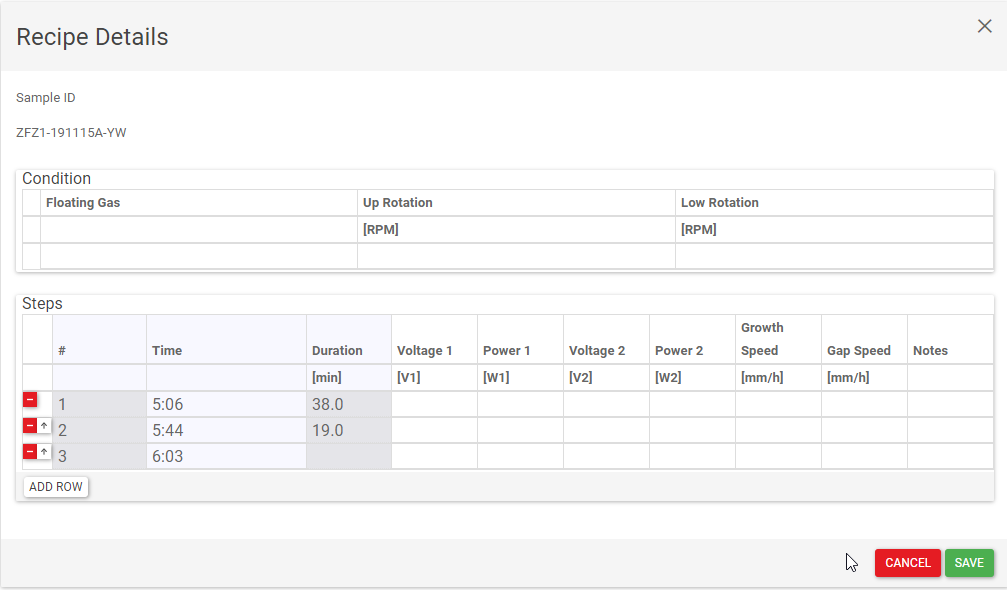 Recipe Details
Sample ID
ZFZ1-191115A-YW
Condition
Floating Gas Up Rotation Low Rotation
[RPM] [RPM]
Steps
# Time Duration Voltage 1 Power 1 Voltage 2 Power 2 Growth Speed Gap Speed Notes
[min] [V1] [W1] [V2] [W2] [mm/h] [mm/h]
1 5:06 38.0
2 5:44 19.0
3 6:03
ADD ROW
CANCEL SAVE